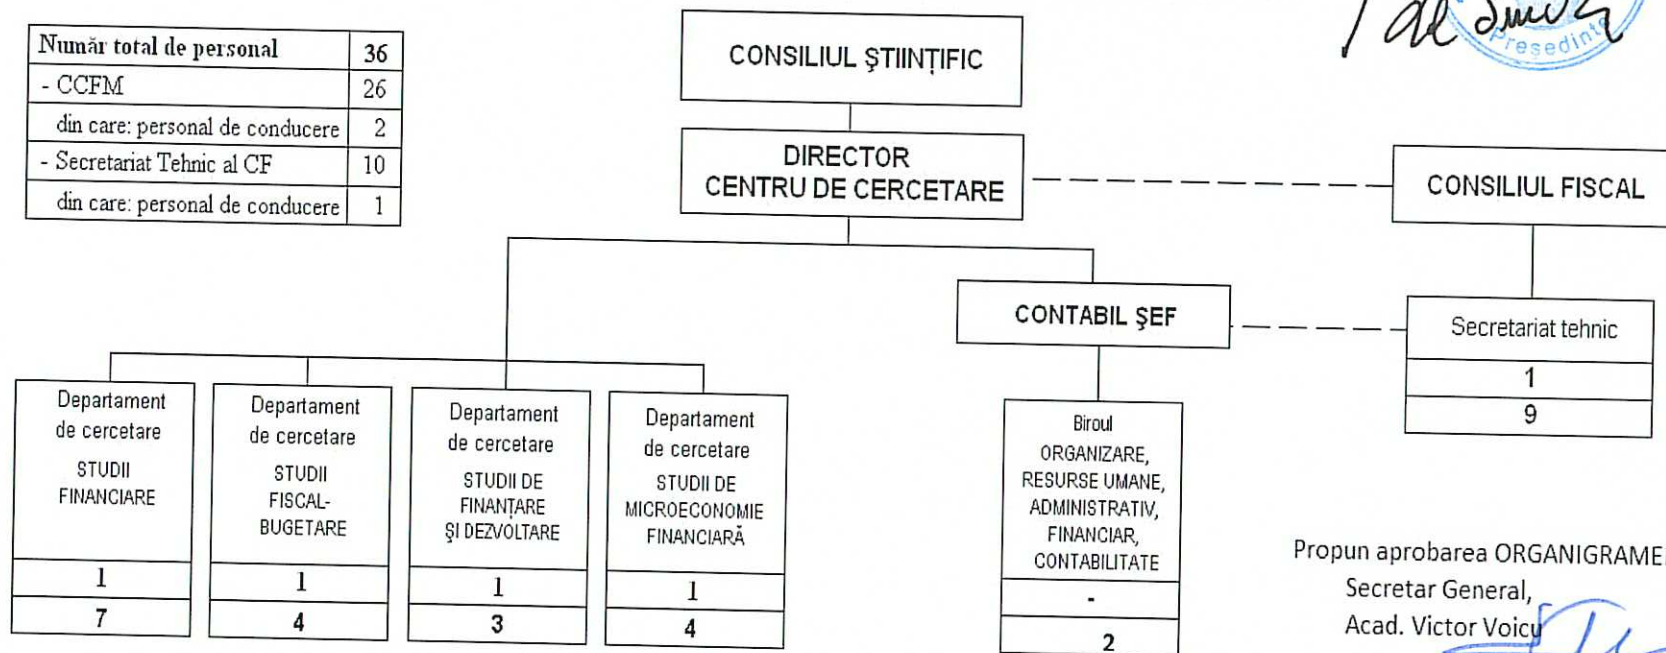 Număr total de personal 36
- CCFM 26
din care: personal de conducere 2
- Secretariat Tehnic al CF 10
din care: personal de conducere 1
CONSILIUL ŞTIINŢIFIC
Preşedinte
DIRECTOR
CENTRU DE CERCETARE
CONSILIUL FISCAL
CONTABIL ŞEF
Secretariat tehnic
1
9
Departament
de cercetare
STUDII
FINANCIARE
1
7
Departament
de cercetare
STUDII
FISCAL-
BUGETARE
1
4
Departament
de cercetare
STUDII DE
FINANŢARE
ŞI DEZVOLTARE
1
3
Departament
de cercetare
STUDII DE
MICROECONOMIE
FINANCIARĂ
1
4
Biroul
ORGANIZARE,
RESURSE UMANE,
ADMINISTRATIV,
FINANCIAR,
CONTABILITATE
-
2
Propun aprobarea ORGANIGRAME
Secretar General,
Acad. Victor Voicu